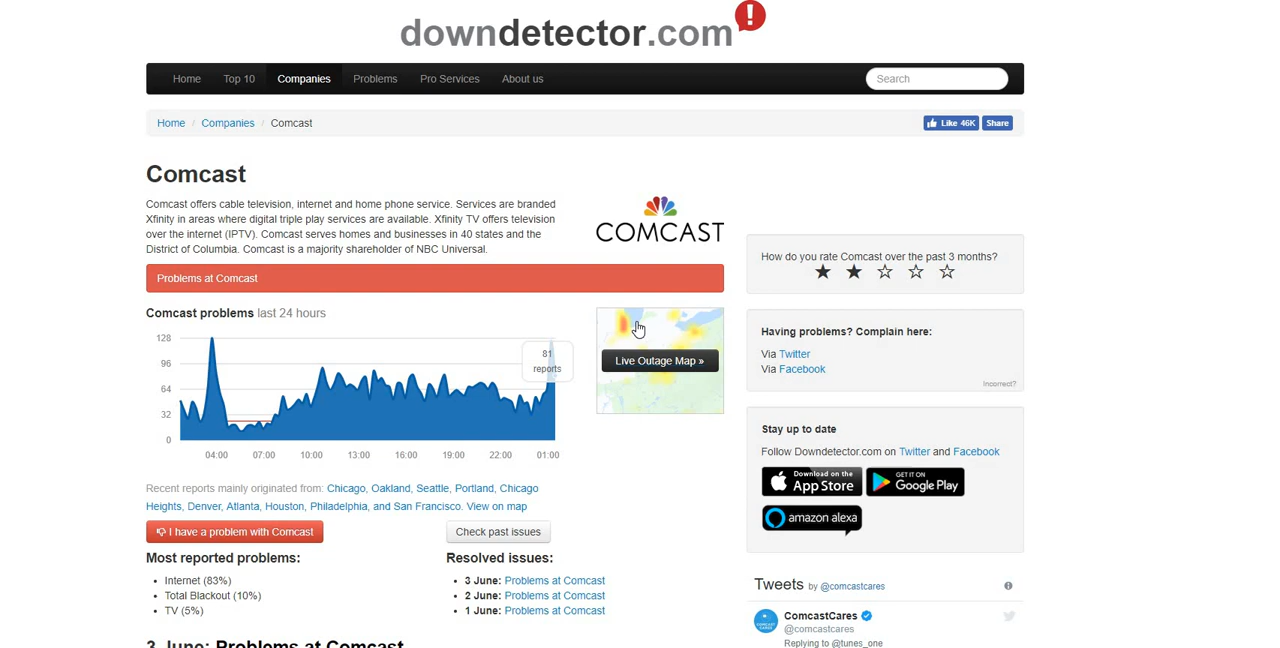 downdetector.com!
Home Top 10 Companies Problems Pro Services About us Search
Home / Companies / Comcast
Like 46K Share
Comcast
Comcast offers cable television, internet and home phone service. Services are branded
Xfinity in areas where digital triple play services are available. Xfinity TV offers television
over the internet (IPTV). Comcast serves homes and businesses in 40 states and the
District of Columbia. Comcast is a majority shareholder of NBC Universal.
COMCAST
Problems at Comcast
Comcast problems last 24 hours
128
96
64
32
0
81
reports
04:00 07:00 10:00 13:00 16:00 19:00 22:00 01:00
Live Outage Map »
Recent reports mainly originated from: Chicago, Oakland, Seattle, Portland, Chicago
Heights, Denver, Atlanta, Houston, Philadelphia, and San Francisco. View on map
I have a problem with Comcast
Check past issues
Most reported problems:
Internet (83%)
Total Blackout (10%)
TV (5%)
Resolved issues:
3 June: Problems at Comcast
2 June: Problems at Comcast
1 June: Problems at Comcast
3 June: Problems at Comcast
How do you rate Comcast over the past 3 months?
Having problems? Complain here:
Via Twitter
Via Facebook
Incorrect?
Stay up to date
Follow Downdetector.com on Twitter and Facebook
Download on the
App Store
GET IT ON
Google Play
amazon alexa
Tweets by @comcastcares
COMCAST
CARES
ComcastCares
@comcastcares
Replying to @tunes_one